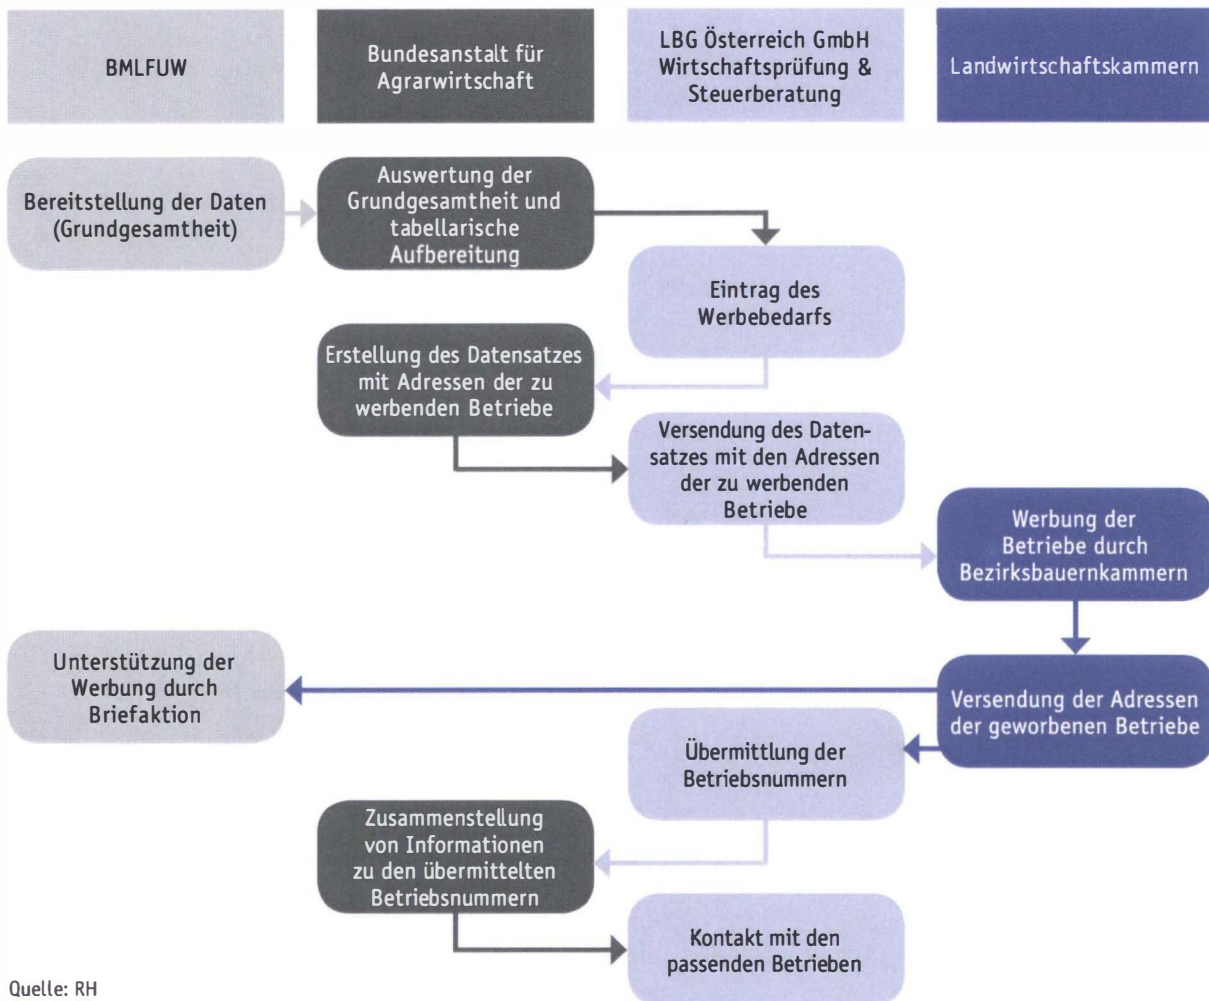 BMLFUW
Bundesanstalt für
Agrarwirtschaft
LBG Österreich GmbH
Wirtschaftsprüfung &
Steuerberatung
Landwirtschaftskammern
Bereitstellung der Daten
(Grundgesamtheit)
Auswertung der
Grundgesamtheit und
tabellarische
Aufbereitung
Eintrag des
Werbebedarfs
Erstellung des Datensatzes
mit Adressen der zu
werbenden Betriebe
Versendung des Daten-
satzes mit den Adressen
der zu werbenden
Betriebe
Werbung der
Betriebe durch
Bezirksbauernkammern
Unterstützung der
Werbung durch
Briefaktion
Versendung der Adressen
der geworbenen Betriebe
Übermittlung der
Betriebsnummern
Zusammenstellung
von Informationen
zu den übermittelten
Betriebsnummern
Kontakt mit den
passenden Betrieben
Quelle: RH